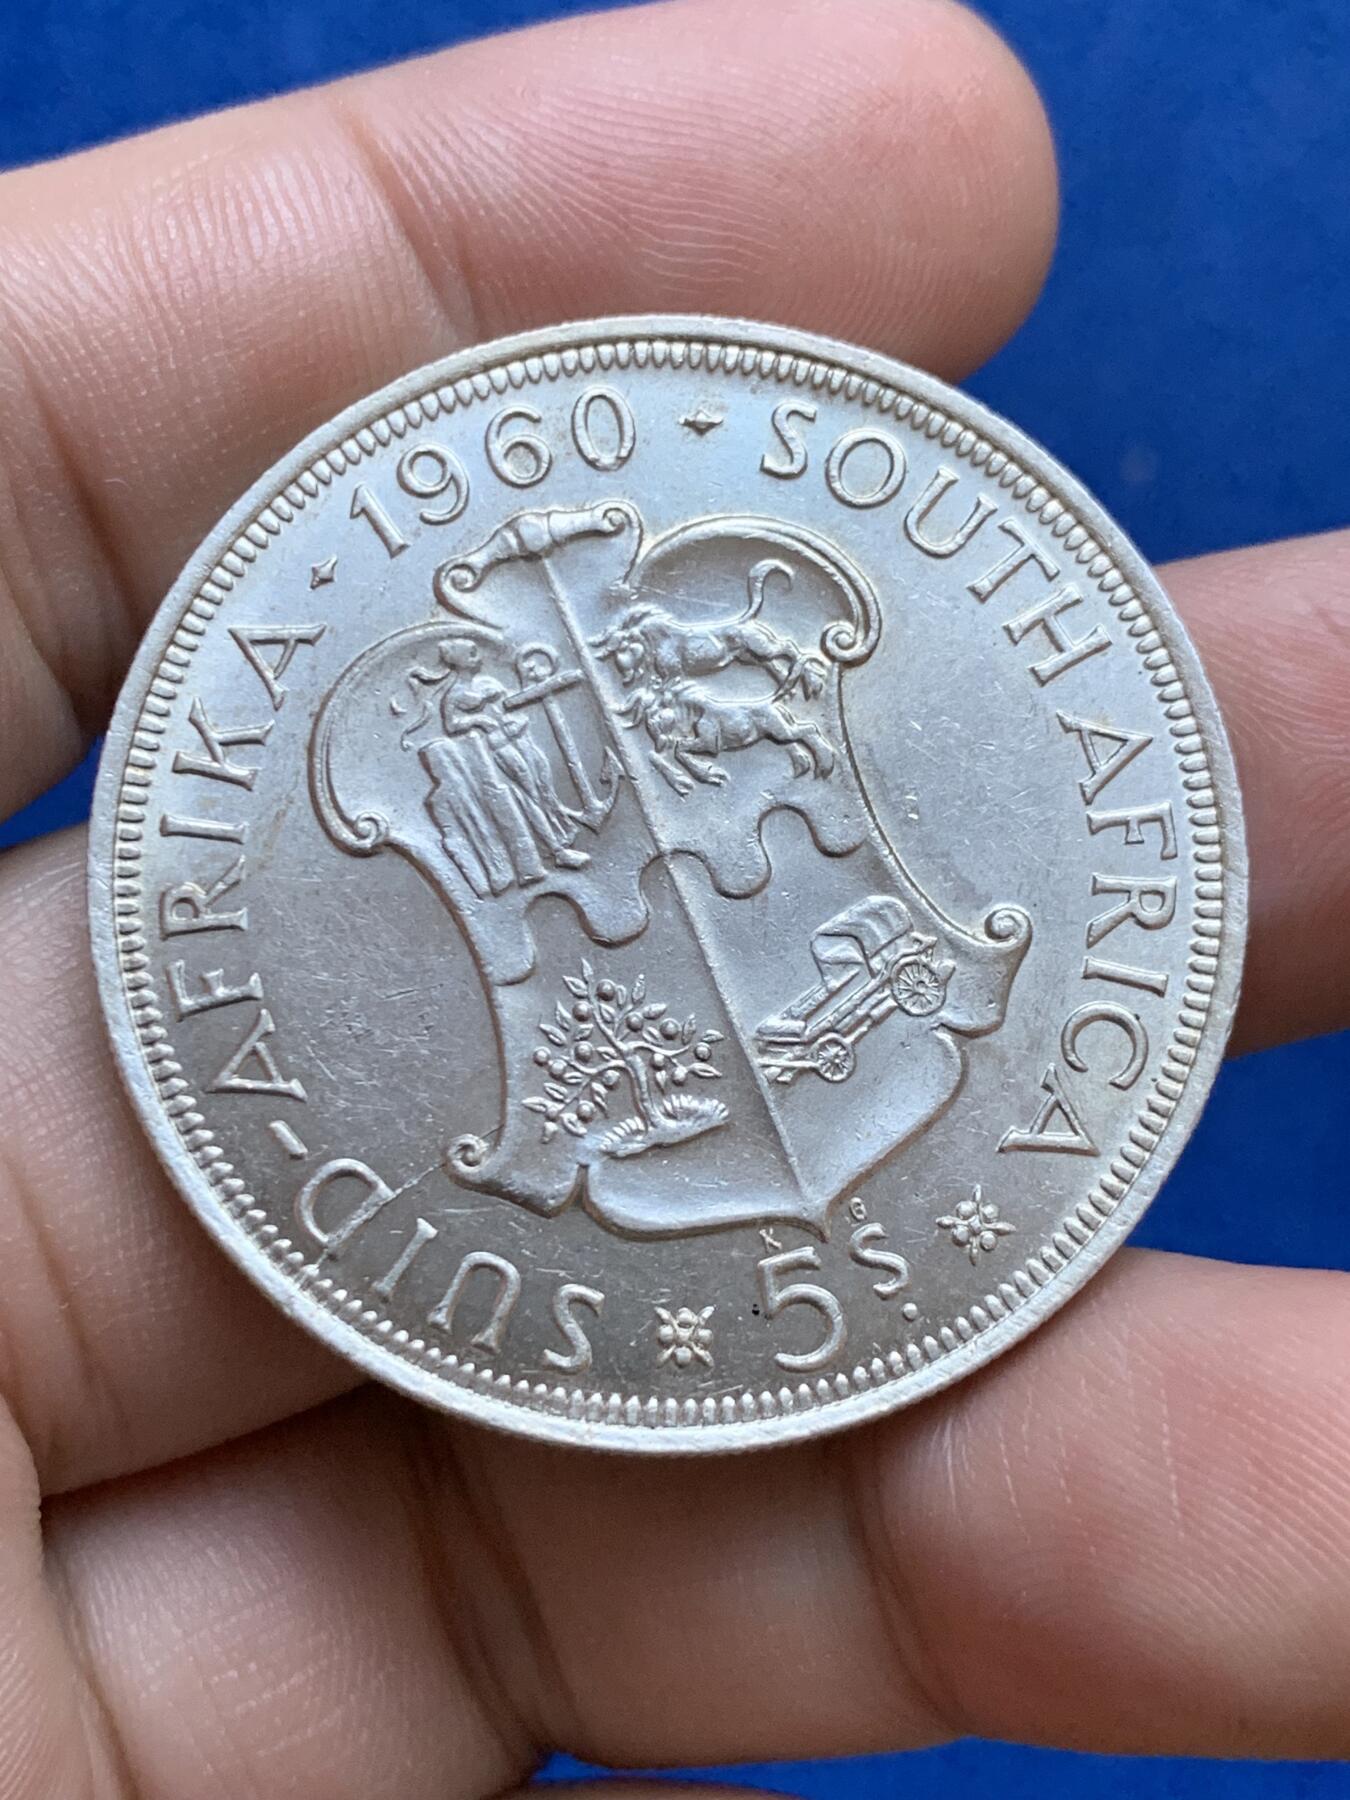 SUID-AFRIKA · 1960 · SOUTH AFRICA
5S.
K G